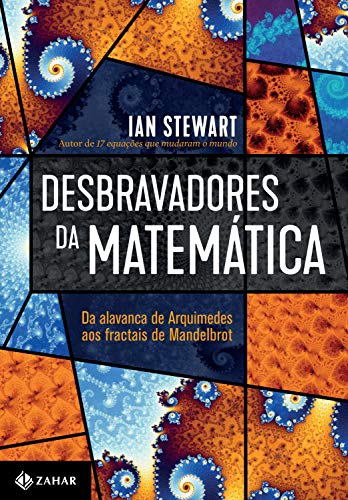 IAN STEWART
Autor de 17 equações que mudaram o mundo
DESBRAVADORES
DA MATEMÁTICA
Da alavanca de Arquimedes
aos fractais de Mandelbrot
ZAHAR